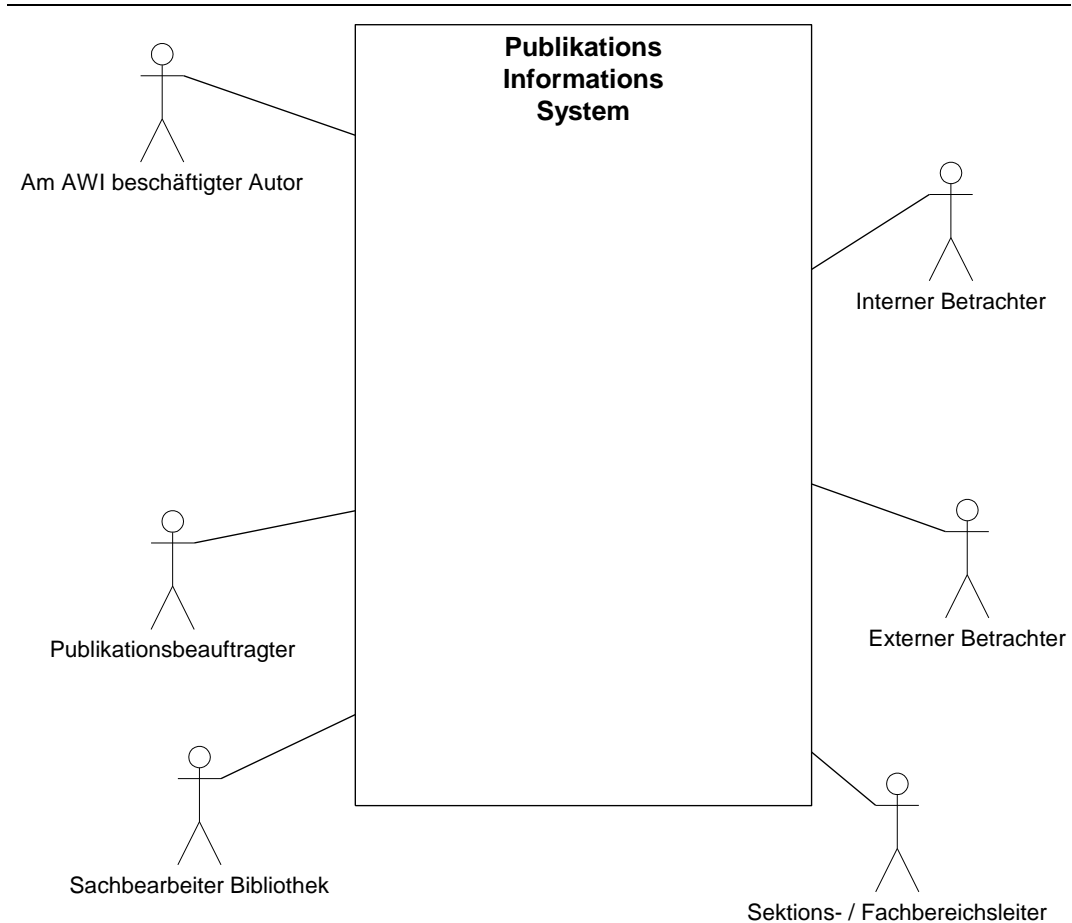 Publikations
Informations
System
Am AWI beschäftigter Autor
Interner Betrachter
Publikationsbeauftragter
Externer Betrachter
Sachbearbeiter Bibliothek
Sektions- / Fachbereichsleiter